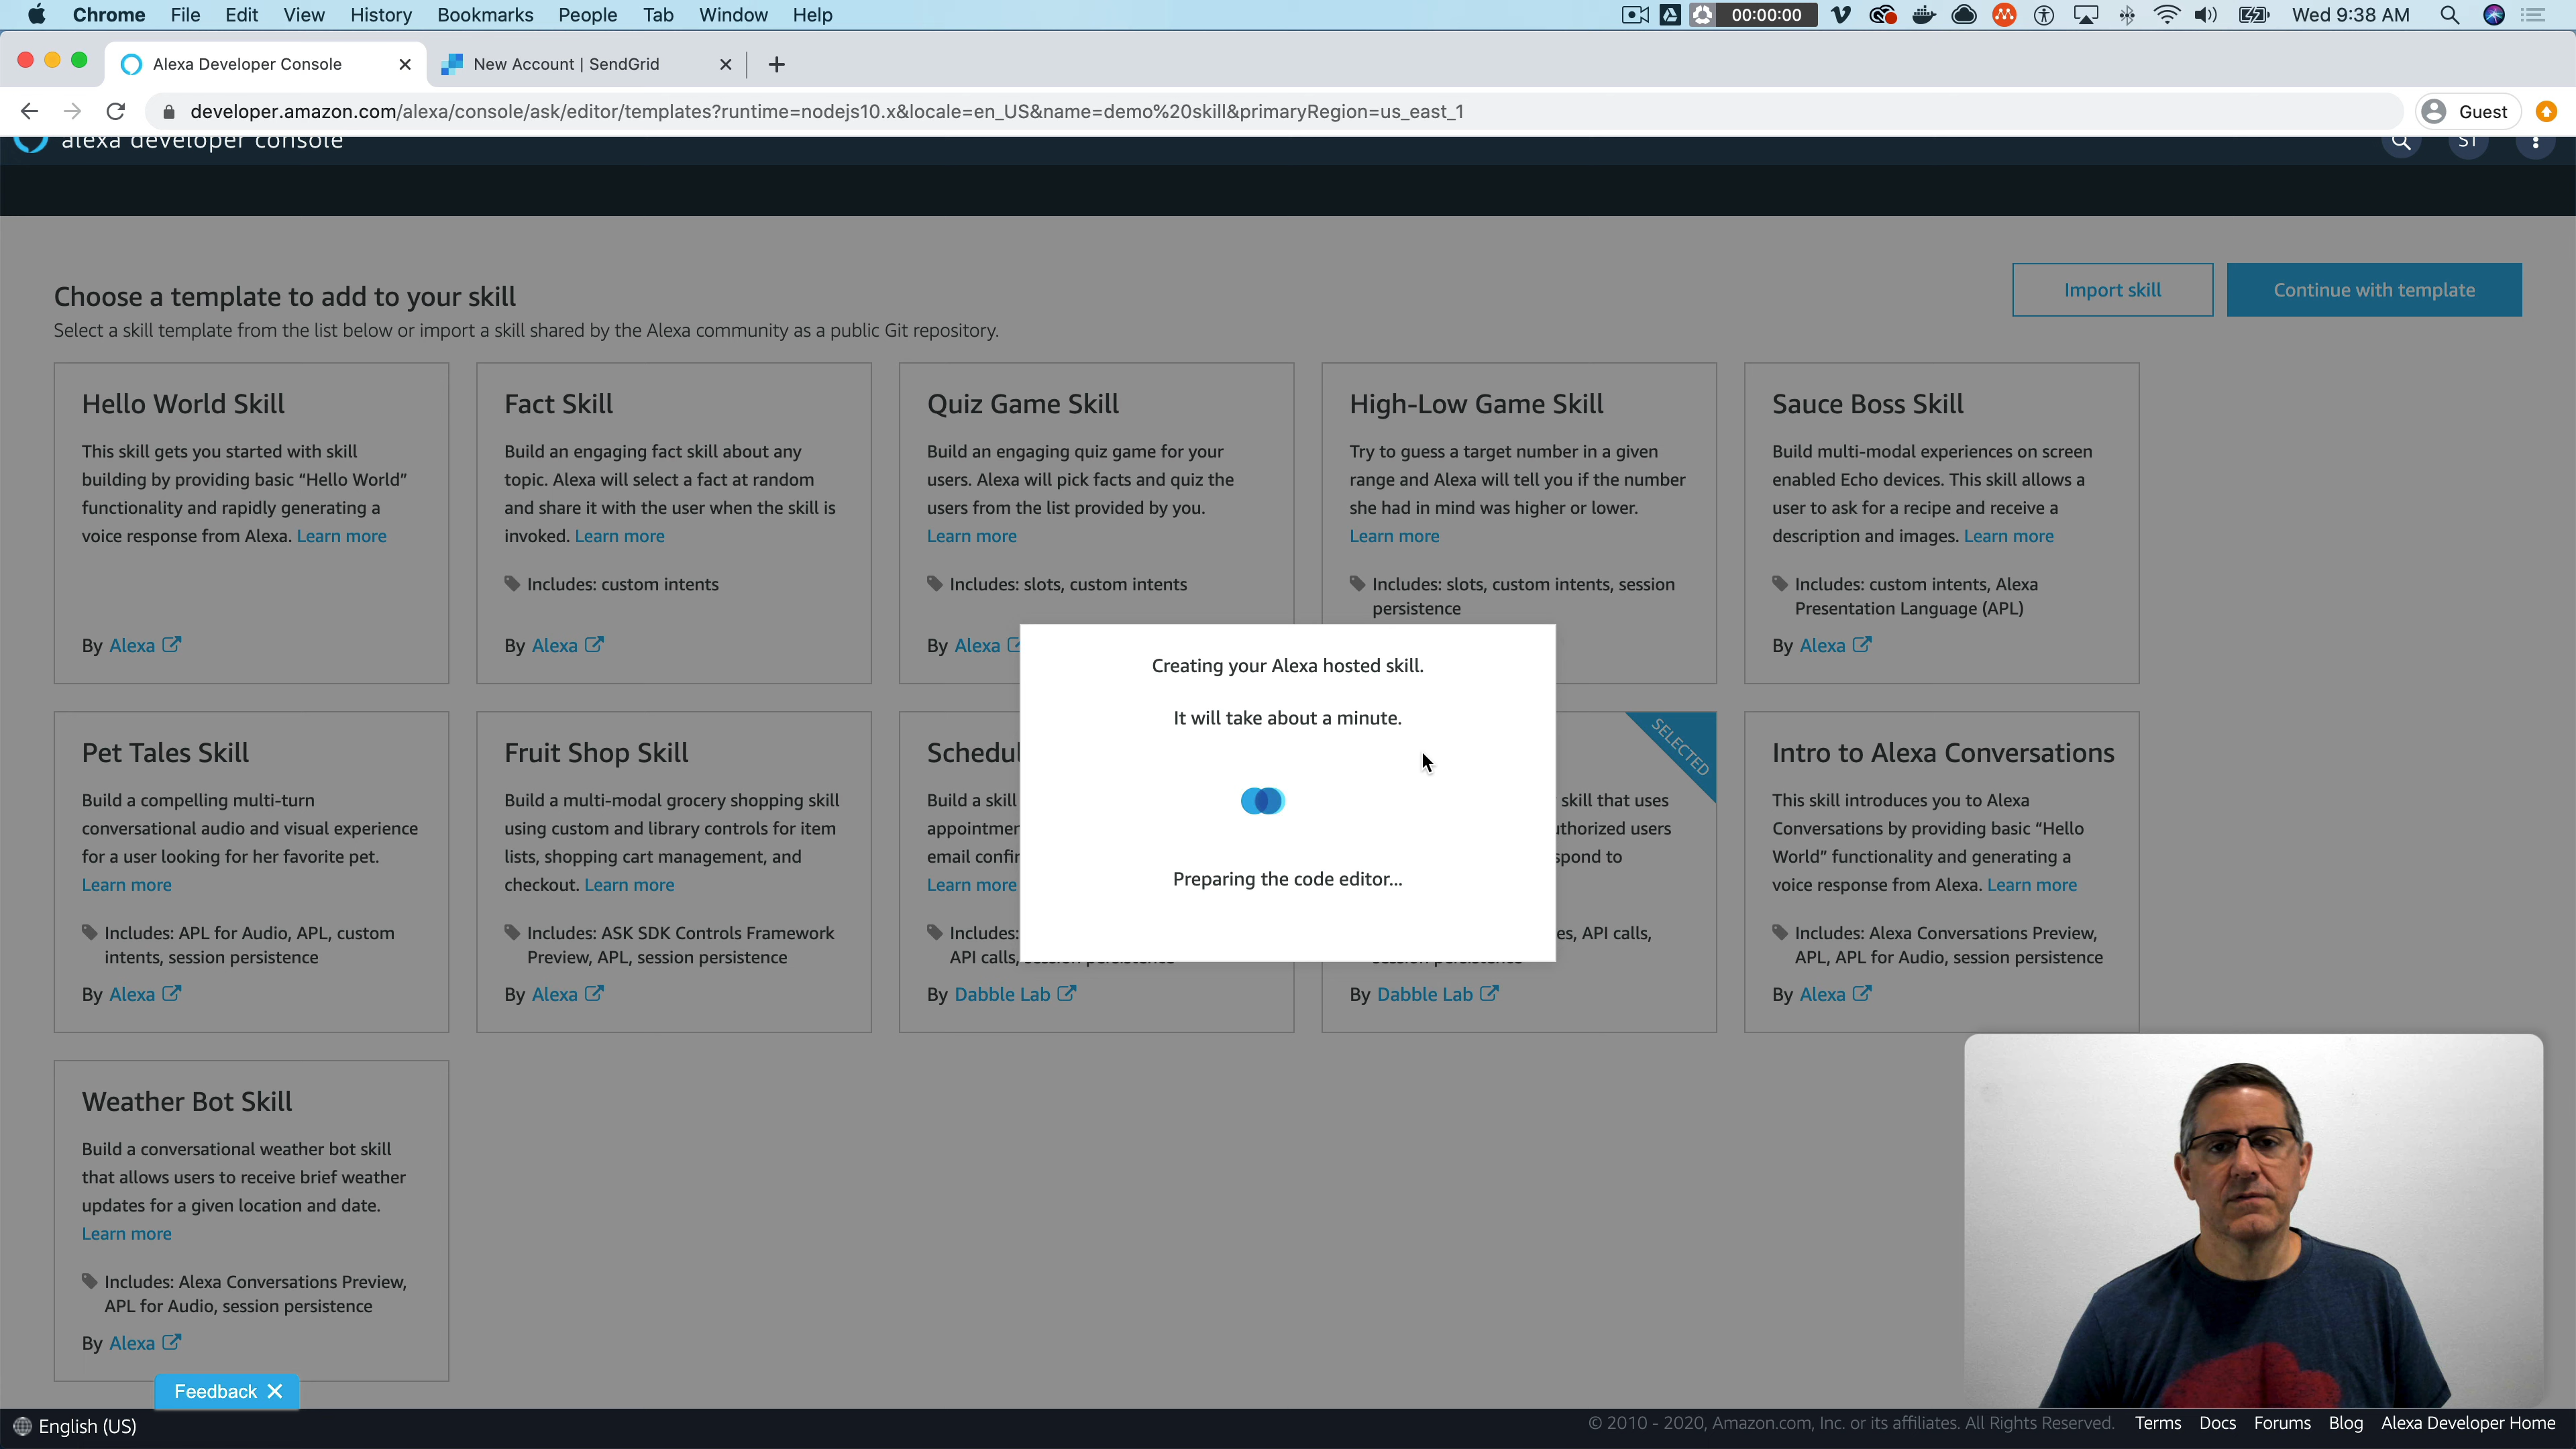 Chrome File Edit View History Bookmarks People Tab Window Help
00:00:00 Wed 9:38 AM
Alexa Developer Console
New Account | SendGrid
developer.amazon.com/alexa/console/ask/editor/templates?runtime=nodejs10.x&locale=en_US&name=demo%20skill&primaryRegion=us_east_1
Guest
alexa developer console
ST
Choose a template to add to your skill
Select a skill template from the list below or import a skill shared by the Alexa community as a public Git repository.
Import skill
Continue with template
Hello World Skill
This skill gets you started with skill
building by providing basic “Hello World”
functionality and rapidly generating a
voice response from Alexa. Learn more
By Alexa
Fact Skill
Build an engaging fact skill about any
topic. Alexa will select a fact at random
and share it with the user when the skill is
invoked. Learn more
Includes: custom intents
By Alexa
Quiz Game Skill
Build an engaging quiz game for your
users. Alexa will pick facts and quiz the
users from the list provided by you.
Learn more
Includes: slots, custom intents
By Alexa
High-Low Game Skill
Try to guess a target number in a given
range and Alexa will tell you if the number
she had in mind was higher or lower.
Learn more
Includes: slots, custom intents, session
persistence
Sauce Boss Skill
Build multi-modal experiences on screen
enabled Echo devices. This skill allows a
user to ask for a recipe and receive a
description and images. Learn more
Includes: custom intents, Alexa
Presentation Language (APL)
By Alexa
Pet Tales Skill
Build a compelling multi-turn
conversational audio and visual experience
for a user looking for her favorite pet.
Learn more
Includes: APL for Audio, APL, custom
intents, session persistence
By Alexa
Fruit Shop Skill
Build a multi-modal grocery shopping skill
using custom and library controls for item
lists, shopping cart management, and
checkout. Learn more
Includes: ASK SDK Controls Framework
Preview, APL, session persistence
By Alexa
Schedul
Build a skill
appointmen
email confir
Learn more
Includes:
API calls,
By Dabble Lab
Creating your Alexa hosted skill.
It will take about a minute.
Preparing the code editor...
SELECTED
skill that uses
thorized users
spond to
es, API calls,
By Dabble Lab
Intro to Alexa Conversations
This skill introduces you to Alexa
Conversations by providing basic “Hello
World” functionality and generating a
voice response from Alexa. Learn more
Includes: Alexa Conversations Preview,
APL, APL for Audio, session persistence
By Alexa
Weather Bot Skill
Build a conversational weather bot skill
that allows users to receive brief weather
updates for a given location and date.
Learn more
Includes: Alexa Conversations Preview,
APL for Audio, session persistence
By Alexa
Feedback
English (US)
© 2010 - 2020, Amazon.com, Inc. or its affiliates. All Rights Reserved. Terms Docs Forums Blog Alexa Developer Home